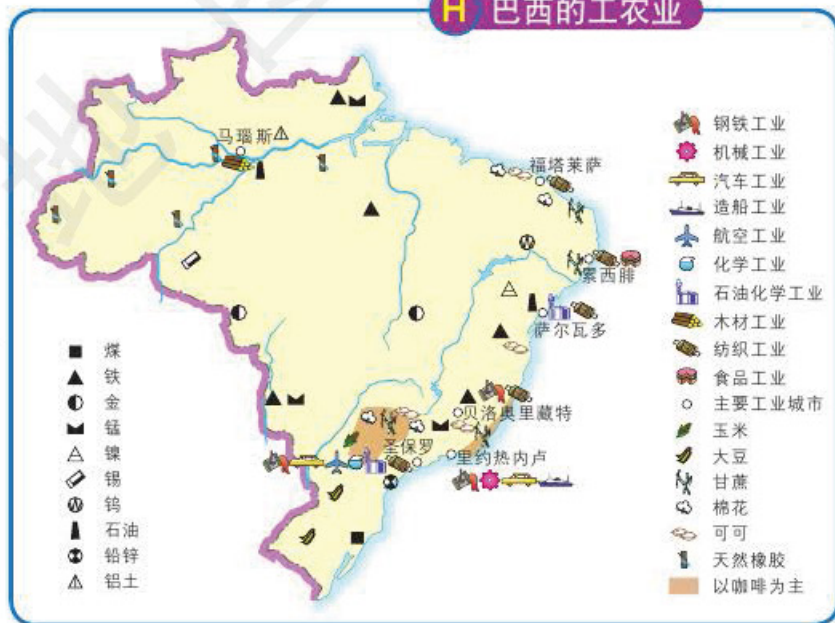 H 巴西的工农业
马瑙斯
福塔莱萨
累西腓
萨尔瓦多
贝洛奥里藏特
圣保罗
里约热内卢
煤
铁
金
锰
镍
锡
钨
石油
铅锌
铝土
钢铁工业
机械工业
汽车工业
造船工业
航空工业
化学工业
石油化学工业
木材工业
纺织工业
食品工业
主要工业城市
玉米
大豆
甘蔗
棉花
可可
天然橡胶
以咖啡为主